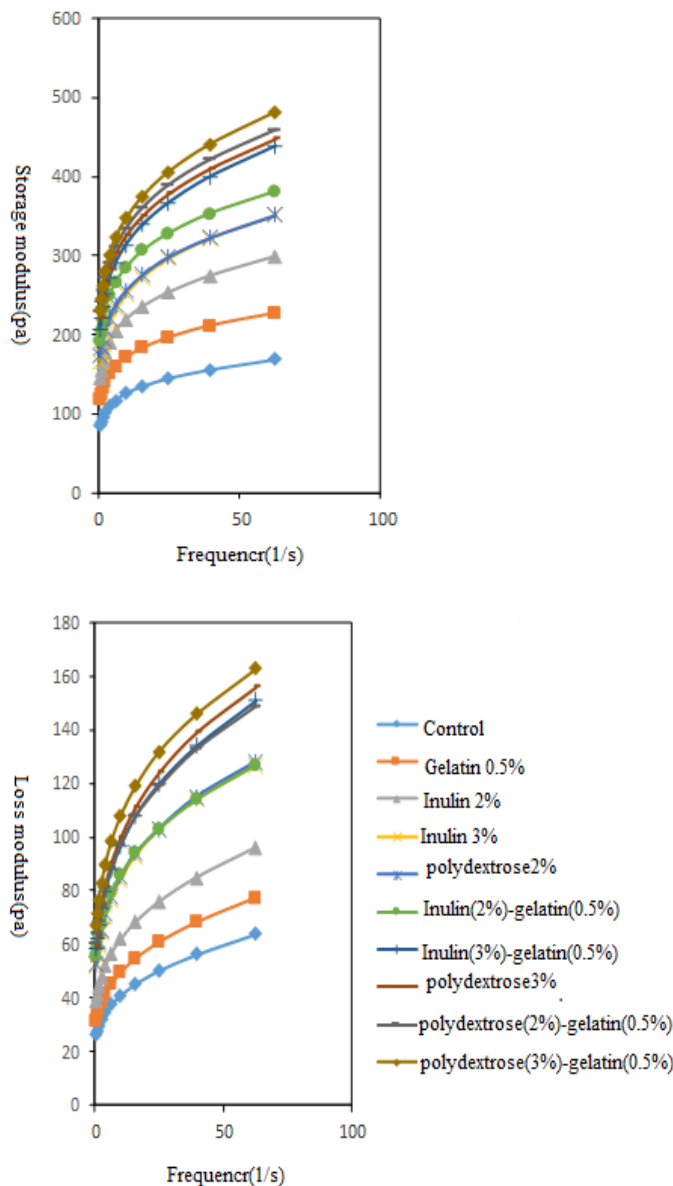 600
500
400
300
200
100
0
Storage modulus(pa)
0 50 100
Frequencr(1/s)
180
160
140
120
100
80
60
40
20
0
Loss modulus(pa)
0 50 100
Frequencr(1/s)
Control
Gelatin 0.5%
Inulin 2%
Inulin 3%
polydextrose2%
Inulin(2%)-gelatin(0.5%)
Inulin(3%)-gelatin(0.5%)
polydextrose3%
polydextrose(2%)-gelatin(0.5%)
polydextrose(3%)-gelatin(0.5%)